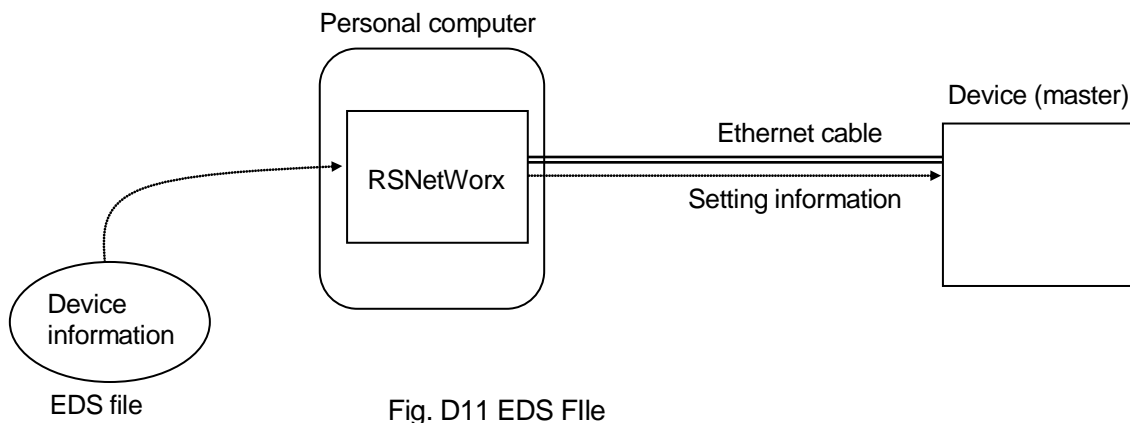 Personal computer
Device (master)
Ethernet cable
RSNetWorx
Setting information
Device
information
EDS file
Fig. D11 EDS FIle